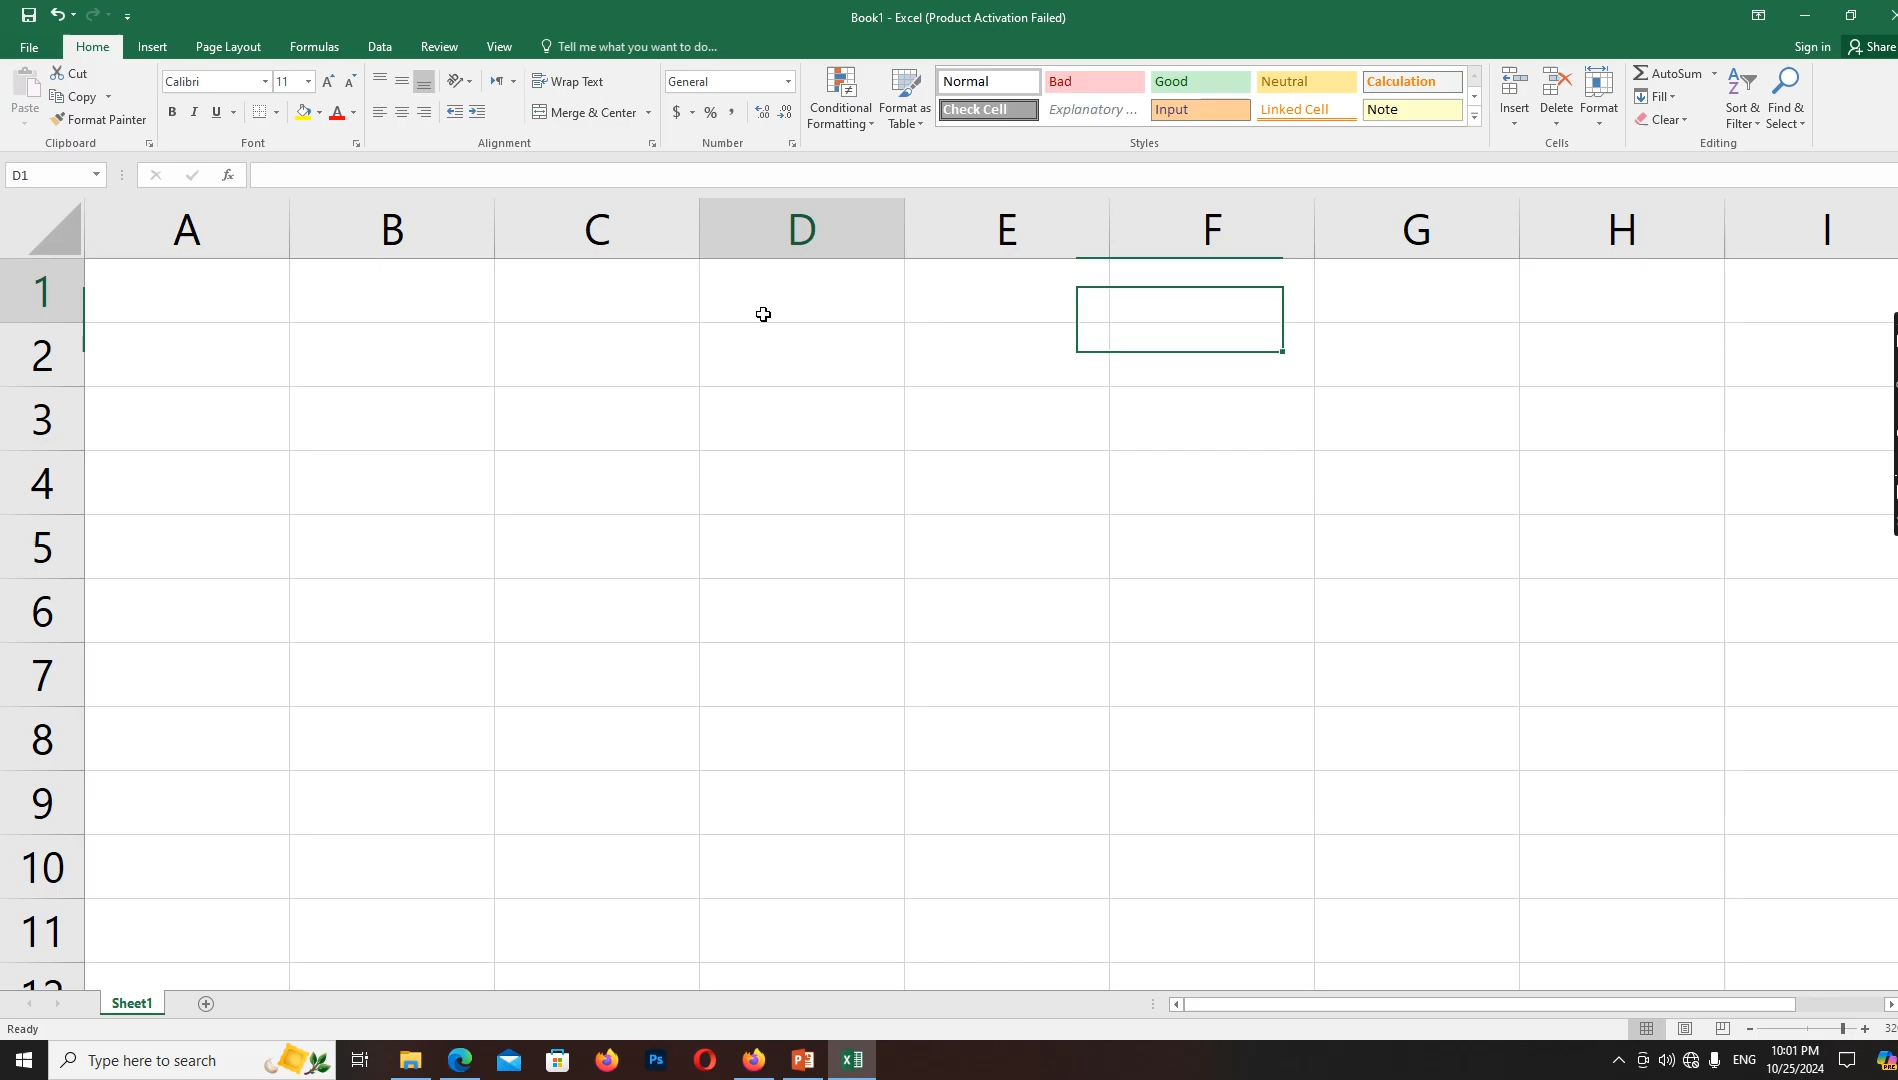 Book1 - Excel (Product Activation Failed)
File Home Insert Page Layout Formulas Data Review View Tell me what you want to do... Sign in Share
Paste
Cut
Copy
Format Painter
Clipboard
Calibri 11
B I U
Font
Wrap Text
Merge & Center
Alignment
General
$ % ,
Number
Conditional Formatting
Format as Table
Normal Bad Good Neutral Calculation
Check Cell Explanatory ... Input Linked Cell Note
Styles
Insert Delete Format
Cells
AutoSum
Fill
Clear
Sort & Filter
Find & Select
Editing
D1 fx
A B C D E F G H I
1
2
3
4
5
6
7
8
9
10
11
12
Sheet1
Ready
Type here to search
Ps
ENG
10:01 PM
10/25/2024